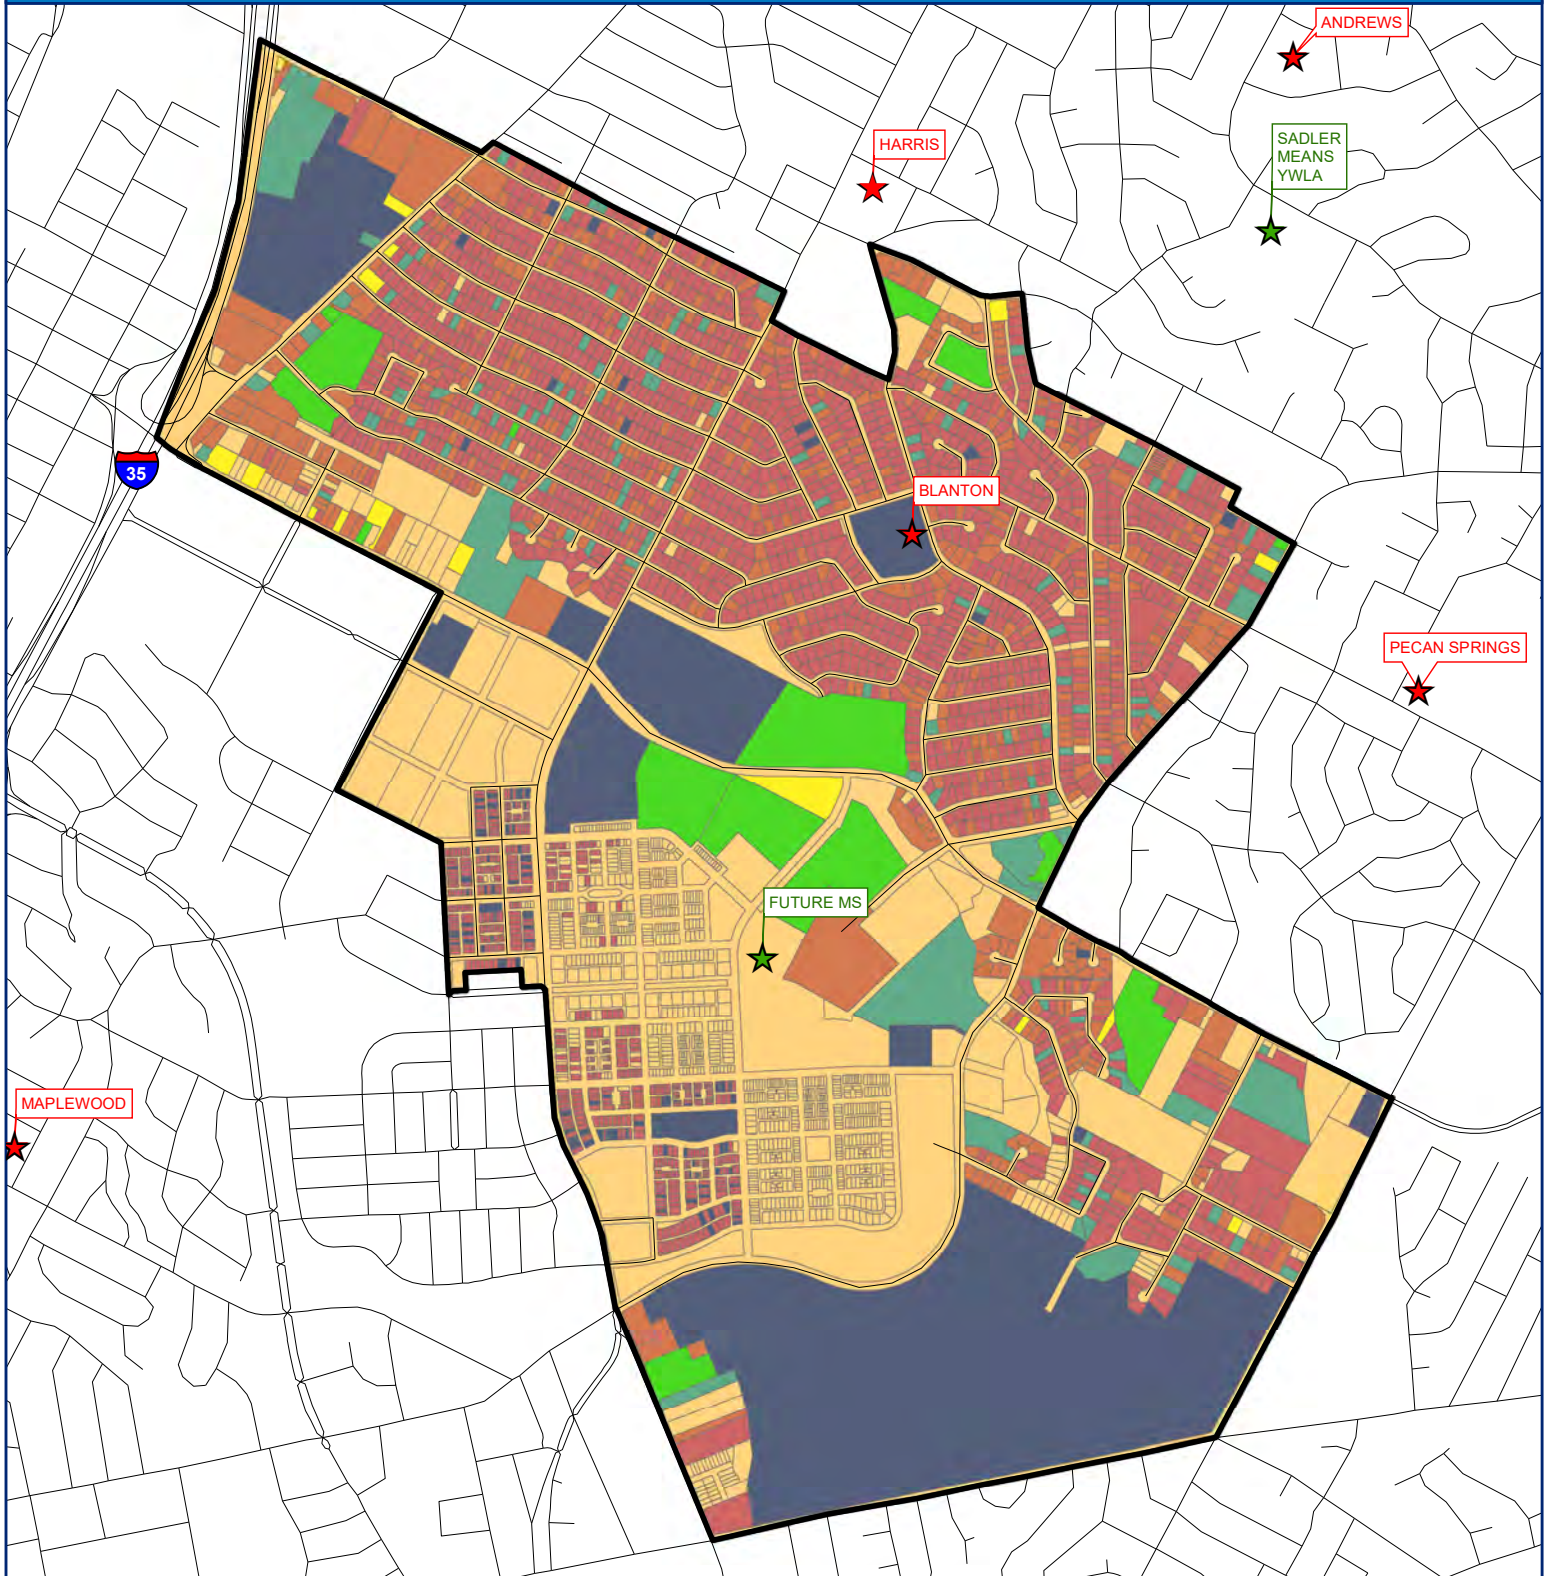 ANDREWS
HARRIS
SADLER
MEANS
YWLA
35
BLANTON
PECAN SPRINGS
FUTURE MS
MAPLEWOOD